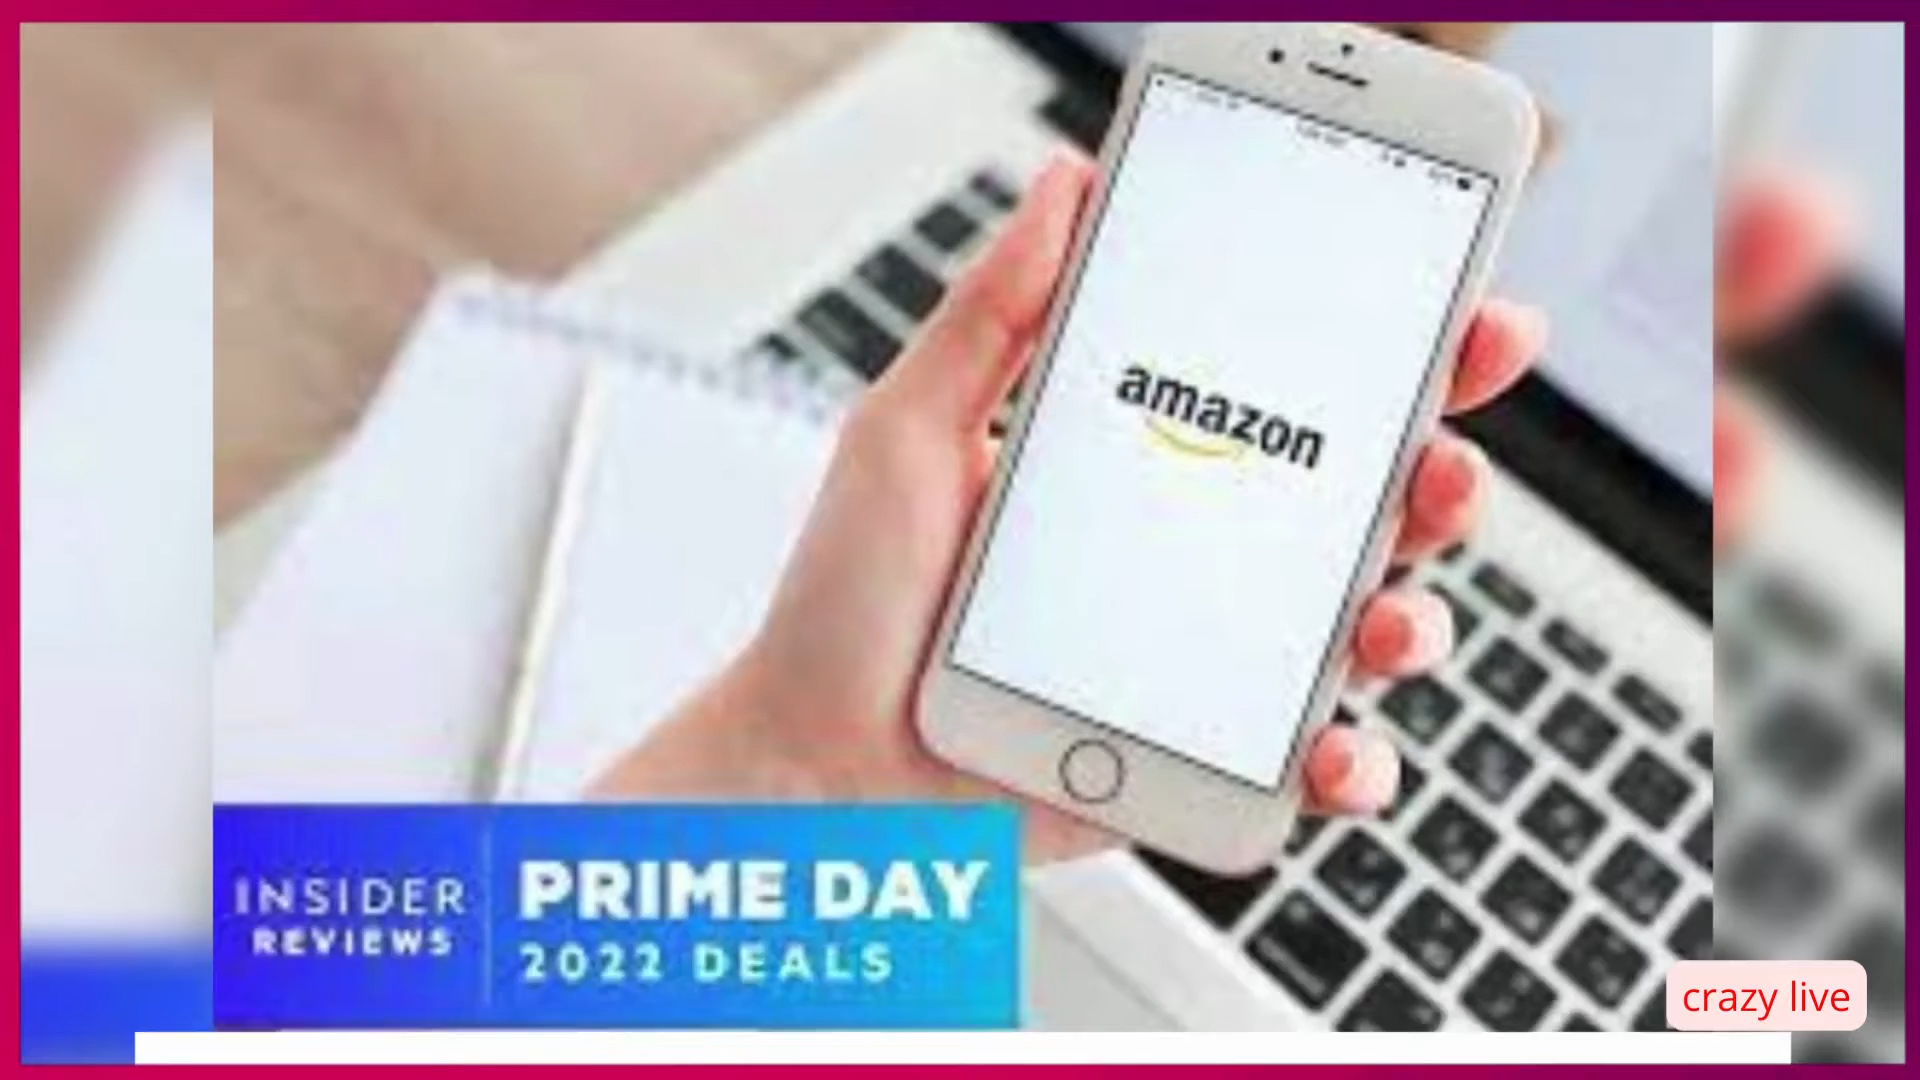 amazon
INSIDER
REVIEWS
PRIME DAY
2022 DEALS
crazy live